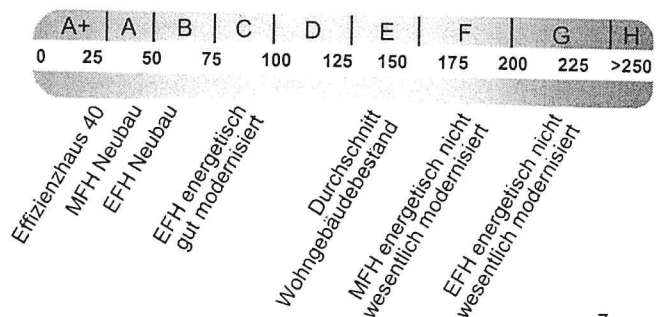 A+ A B C D E F G H
0 25 50 75 100 125 150 175 200 225 >250
Effizienzhaus 40
MFH Neubau
EFH Neubau
EFH energetisch
gut modernisiert
Durchschnitt
Wohngebäudebestand
MFH energetisch nicht
wesentlich modernisiert
EFH energetisch nicht
wesentlich modernisiert
7